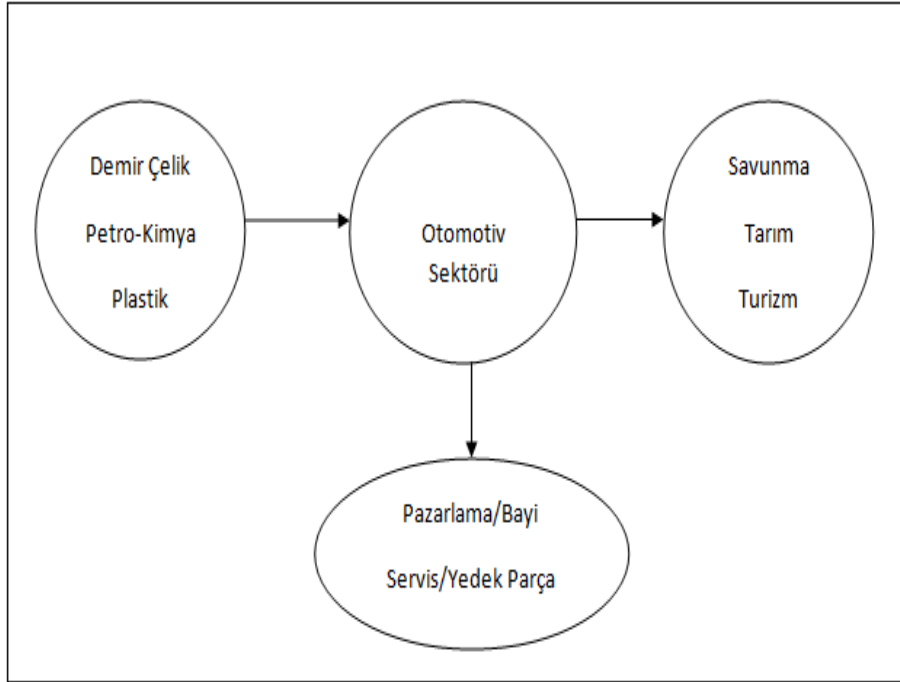 Demir Çelik
Petro-Kimya
Plastik
Otomotiv
Sektörü
Savunma
Tarım
Turizm
Pazarlama/Bayi
Servis/Yedek Parça